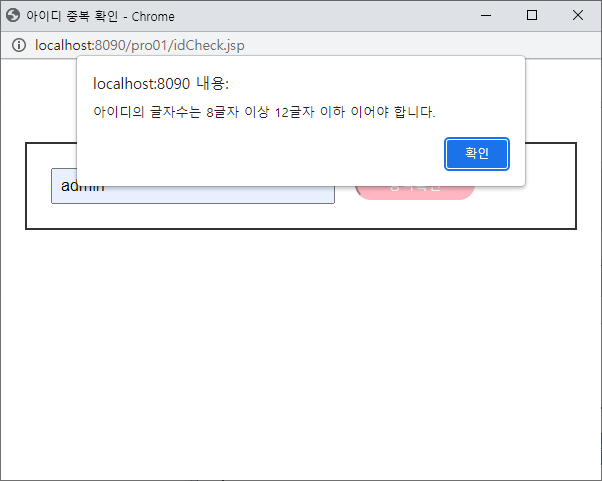 아이디 중복 확인 - Chrome
localhost:8090/pro01/idCheck.jsp
localhost:8090 내용:
아이디의 글자수는 8글자 이상 12글자 이하 이어야 합니다.
확인
admin